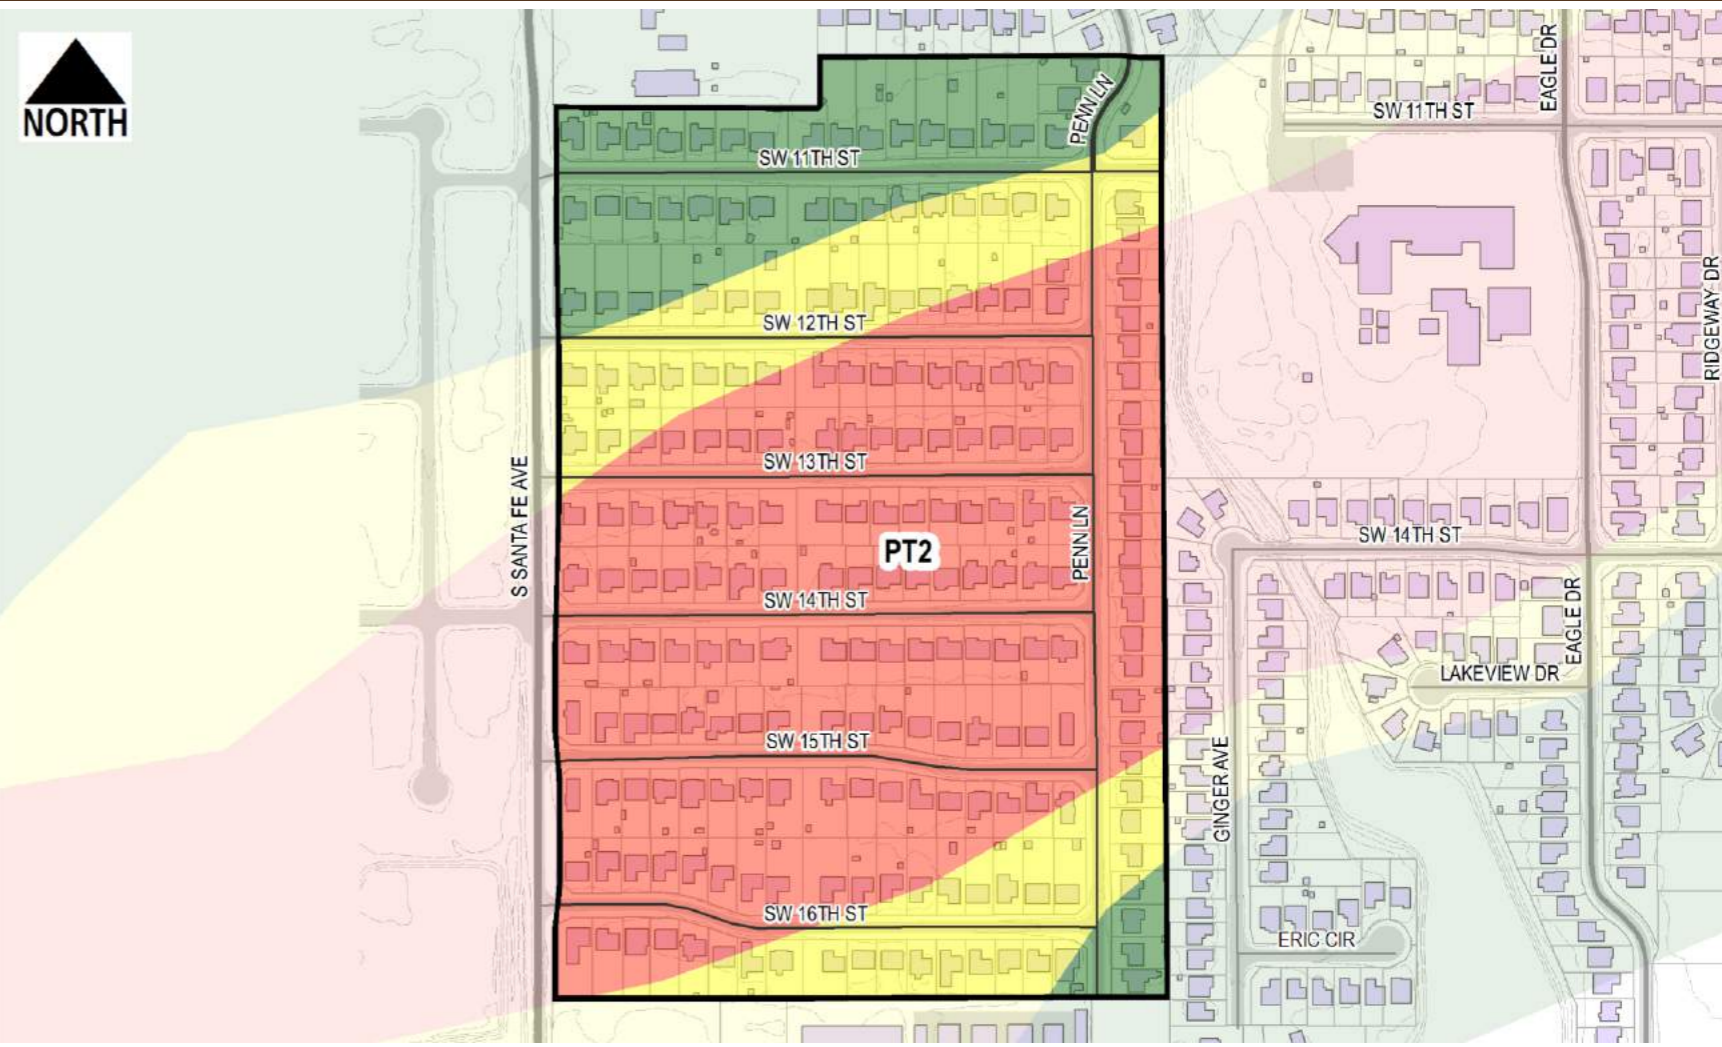 NORTH
EAGLE DR
PENN LN
SW 11TH ST
SW 11TH ST
RIDGEWAY DR
SW 12TH ST
SW 13TH ST
S SANTA FE AVE
PENN LN
PT2
SW 14TH ST
SW 14TH ST
EAGLE DR
LAKEVIEW DR
SW 15TH ST
GINGER AVE
SW 16TH ST
ERIC CIR